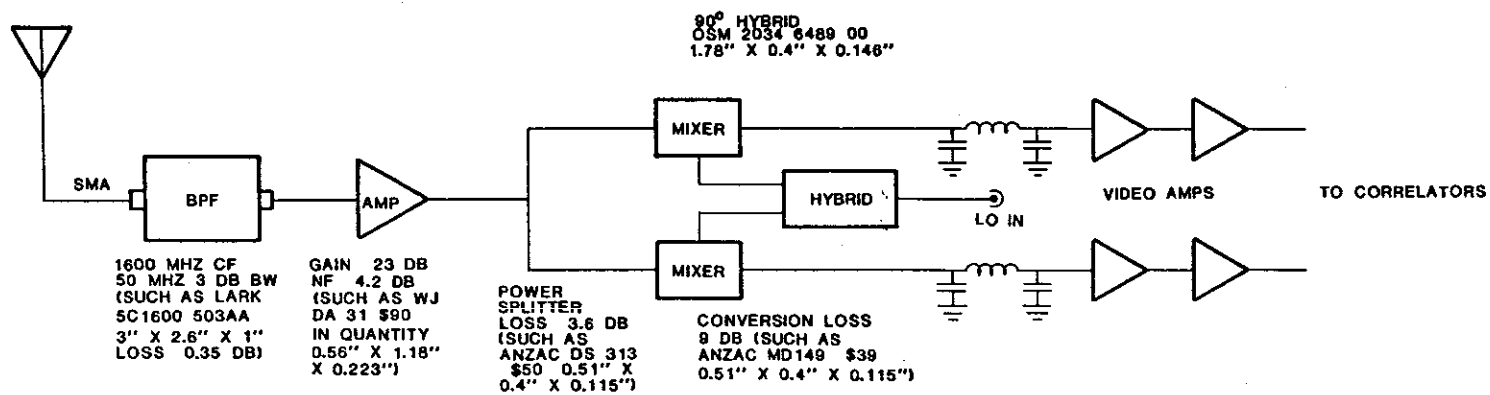 90° HYBRID
OSM 2034 6489 00
1.78" X 0.4" X 0.146"
MIXER
SMA
BPF
AMP
HYBRID
LO IN
VIDEO AMPS
TO CORRELATORS
MIXER
1600 MHZ CF
50 MHZ 3 DB BW
(SUCH AS LARK
5C1600 503AA
3" X 2.6" X 1"
LOSS 0.35 DB)
GAIN 23 DB
NF 4.2 DB
(SUCH AS WJ
DA 31 $90
IN QUANTITY
0.56" X 1.18"
X 0.223")
POWER
SPLITTER
LOSS 3.6 DB
(SUCH AS
ANZAC DS 313
$50 0.51" X
0.4" X 0.115")
CONVERSION LOSS
9 DB (SUCH AS
ANZAC MD149 $39
0.51" X 0.4" X 0.115")